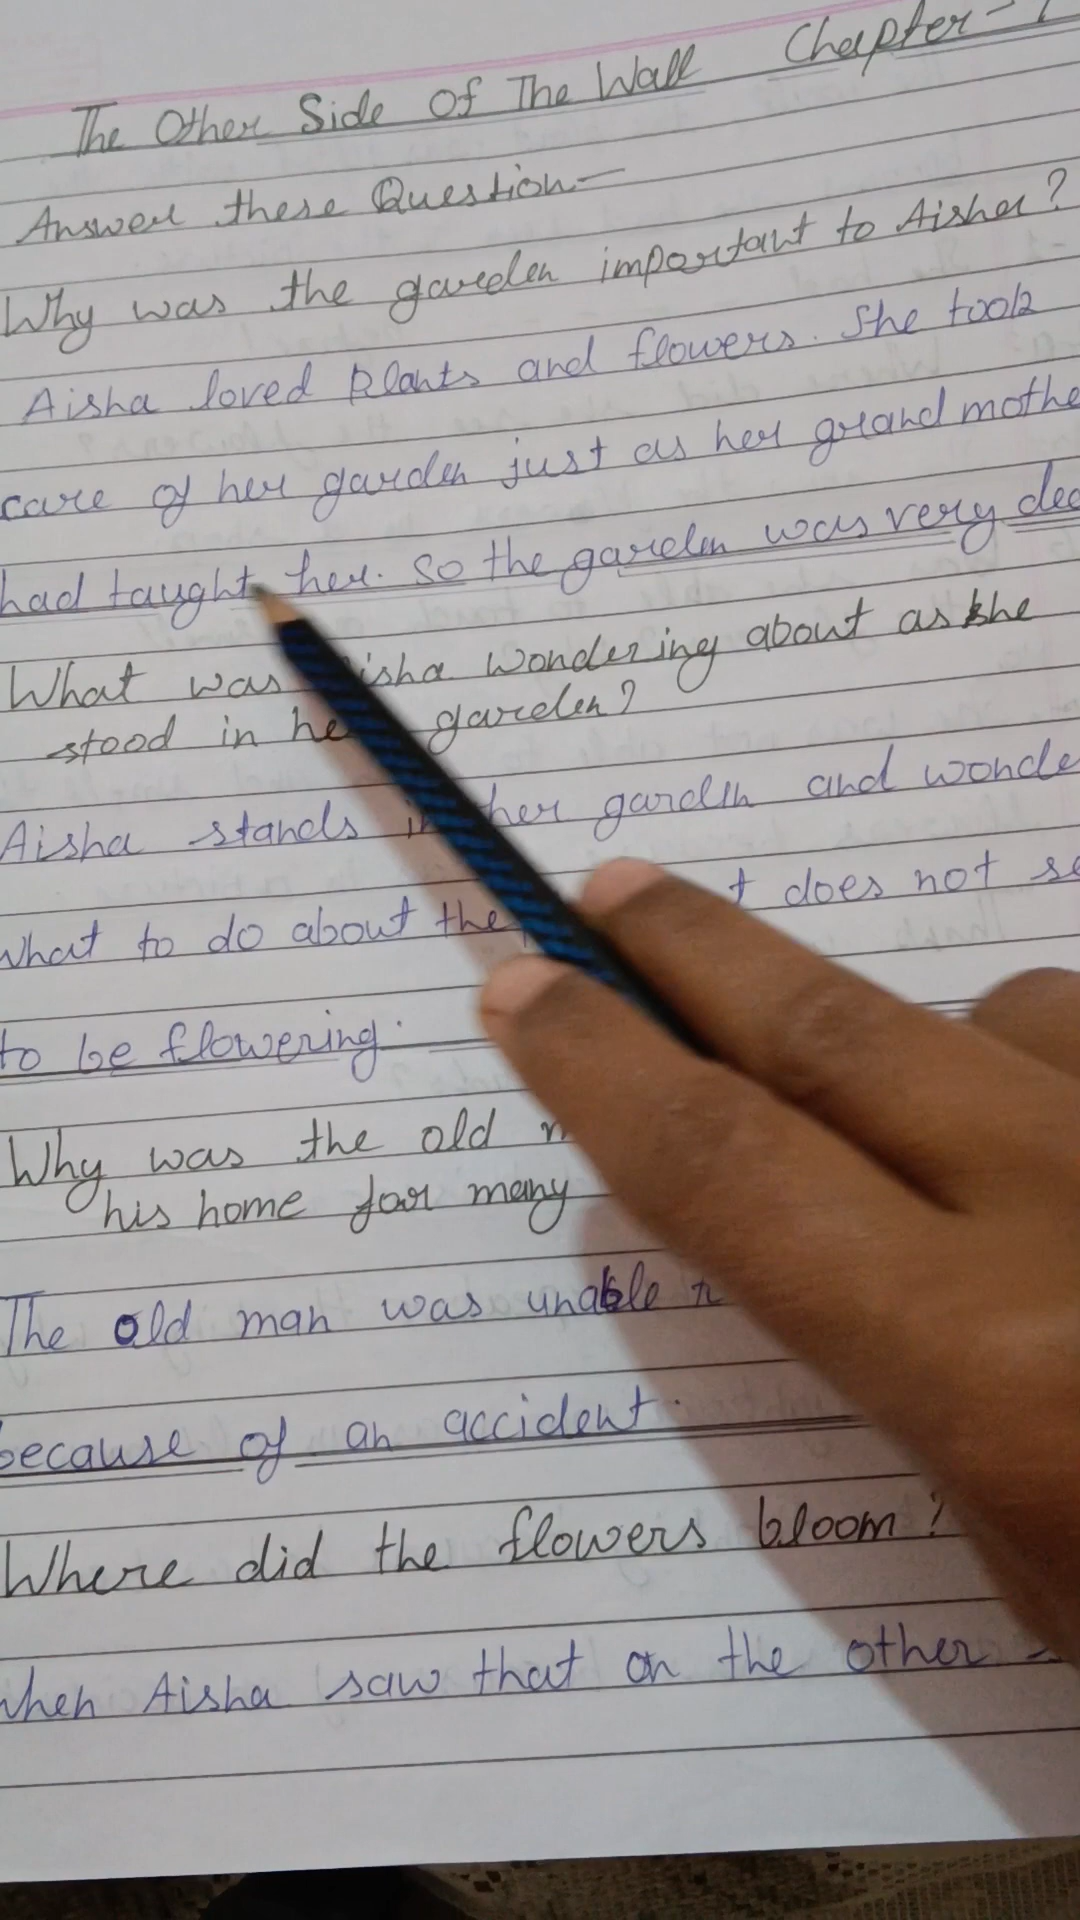 The Other Side Of The Wall Chapter-
Answer these Question-
Why was the garden important to Aisha?
Aisha loved Plants and flowers. She took
care of her garden just as her grand mothe
had taught her. so the garden was very dea
What was isha wondering about as she
stood in he garden?
Aisha stands in her garden and wonde
what to do about the t does not se
to be flowering.
Why was the old
his home for many
The old man was unable
because of an accident.
Where did the flowers bloom?
when Aisha saw that on the other -